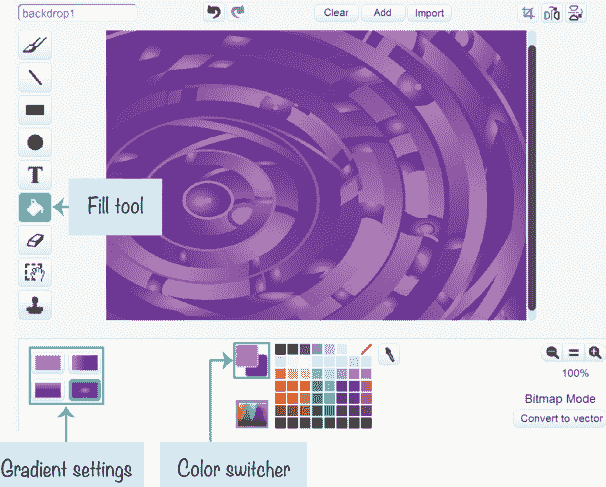 backdrop1
Clear Add Import
T
Fill tool
100%
Bitmap Mode
Convert to vector
Gradient settings
Color switcher